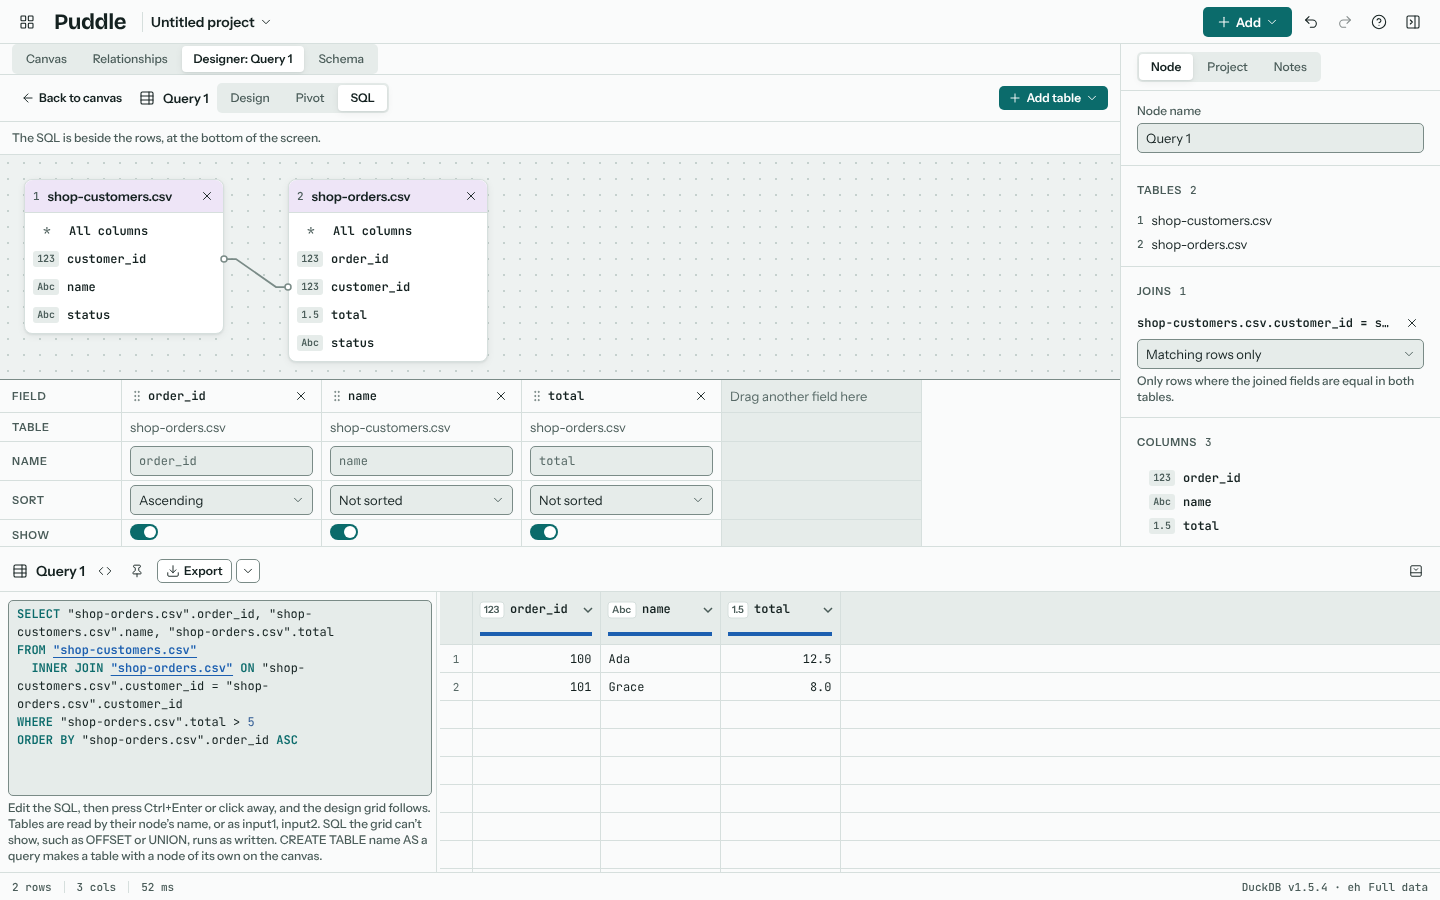 Puddle
Untitled project
Add
Canvas
Relationships
Designer: Query 1
Schema
Back to canvas
Query 1
Design
Pivot
SQL
Add table
The SQL is beside the rows, at the bottom of the screen.
1 shop-customers.csv
* All columns
123 customer_id
Abc name
Abc status
2 shop-orders.csv
* All columns
123 order_id
123 customer_id
1.5 total
Abc status
FIELD order_id name total Drag another field here
TABLE shop-orders.csv shop-customers.csv shop-orders.csv
NAME order_id name total
SORT Ascending Not sorted Not sorted
SHOW
Node
Project
Notes
Node name
Query 1
TABLES 2
1 shop-customers.csv
2 shop-orders.csv
JOINS 1
shop-customers.csv.customer_id = s…
Matching rows only
Only rows where the joined fields are equal in both
tables.
COLUMNS 3
123 order_id
Abc name
1.5 total
Query 1
Export
SELECT "shop-orders.csv".order_id, "shop-
customers.csv".name, "shop-orders.csv".total
FROM "shop-customers.csv"
INNER JOIN "shop-orders.csv" ON "shop-
customers.csv".customer_id = "shop-
orders.csv".customer_id
WHERE "shop-orders.csv".total > 5
ORDER BY "shop-orders.csv".order_id ASC
Edit the SQL, then press Ctrl+Enter or click away, and the design grid follows.
Tables are read by their node's name, or as input1, input2. SQL the grid can't
show, such as OFFSET or UNION, runs as written. CREATE TABLE name AS a
query makes a table with a node of its own on the canvas.
123 order_id Abc name 1.5 total
1 100 Ada 12.5
2 101 Grace 8.0
2 rows 3 cols 52 ms
DuckDB v1.5.4 · eh Full data